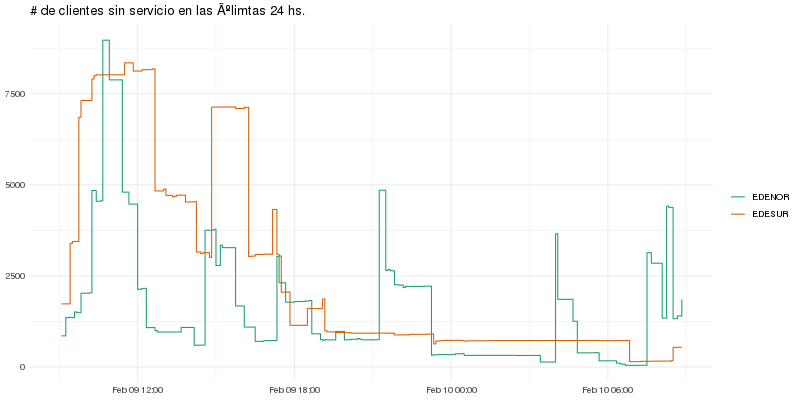 # de clientes sin servicio en las Ãºlimtas 24 hs.
7500
5000
2500
0
Feb 09 12:00
Feb 09 18:00
Feb 10 00:00
Feb 10 06:00
EDENOR
EDESUR